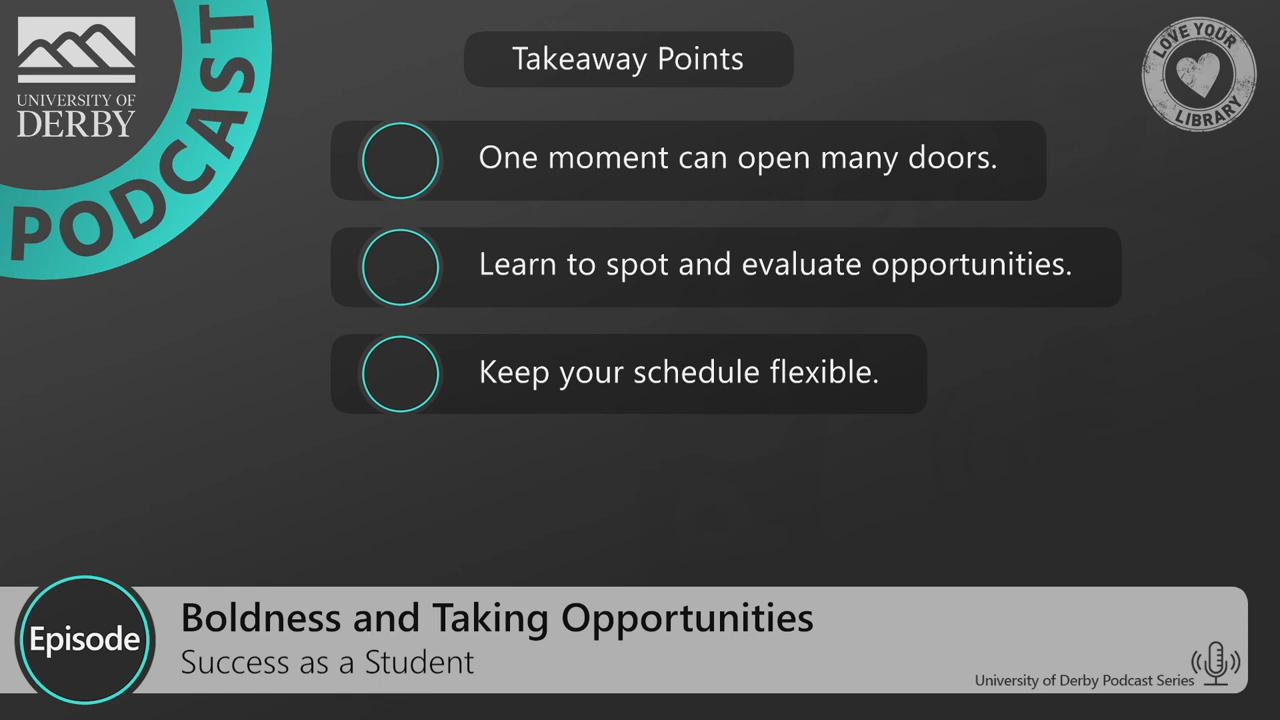 UNIVERSITY OF
DERBY
PODCAST
LOVE YOUR
LIBRARY
Takeaway Points
One moment can open many doors.
Learn to spot and evaluate opportunities.
Keep your schedule flexible.
Episode
Boldness and Taking Opportunities
Success as a Student
University of Derby Podcast Series